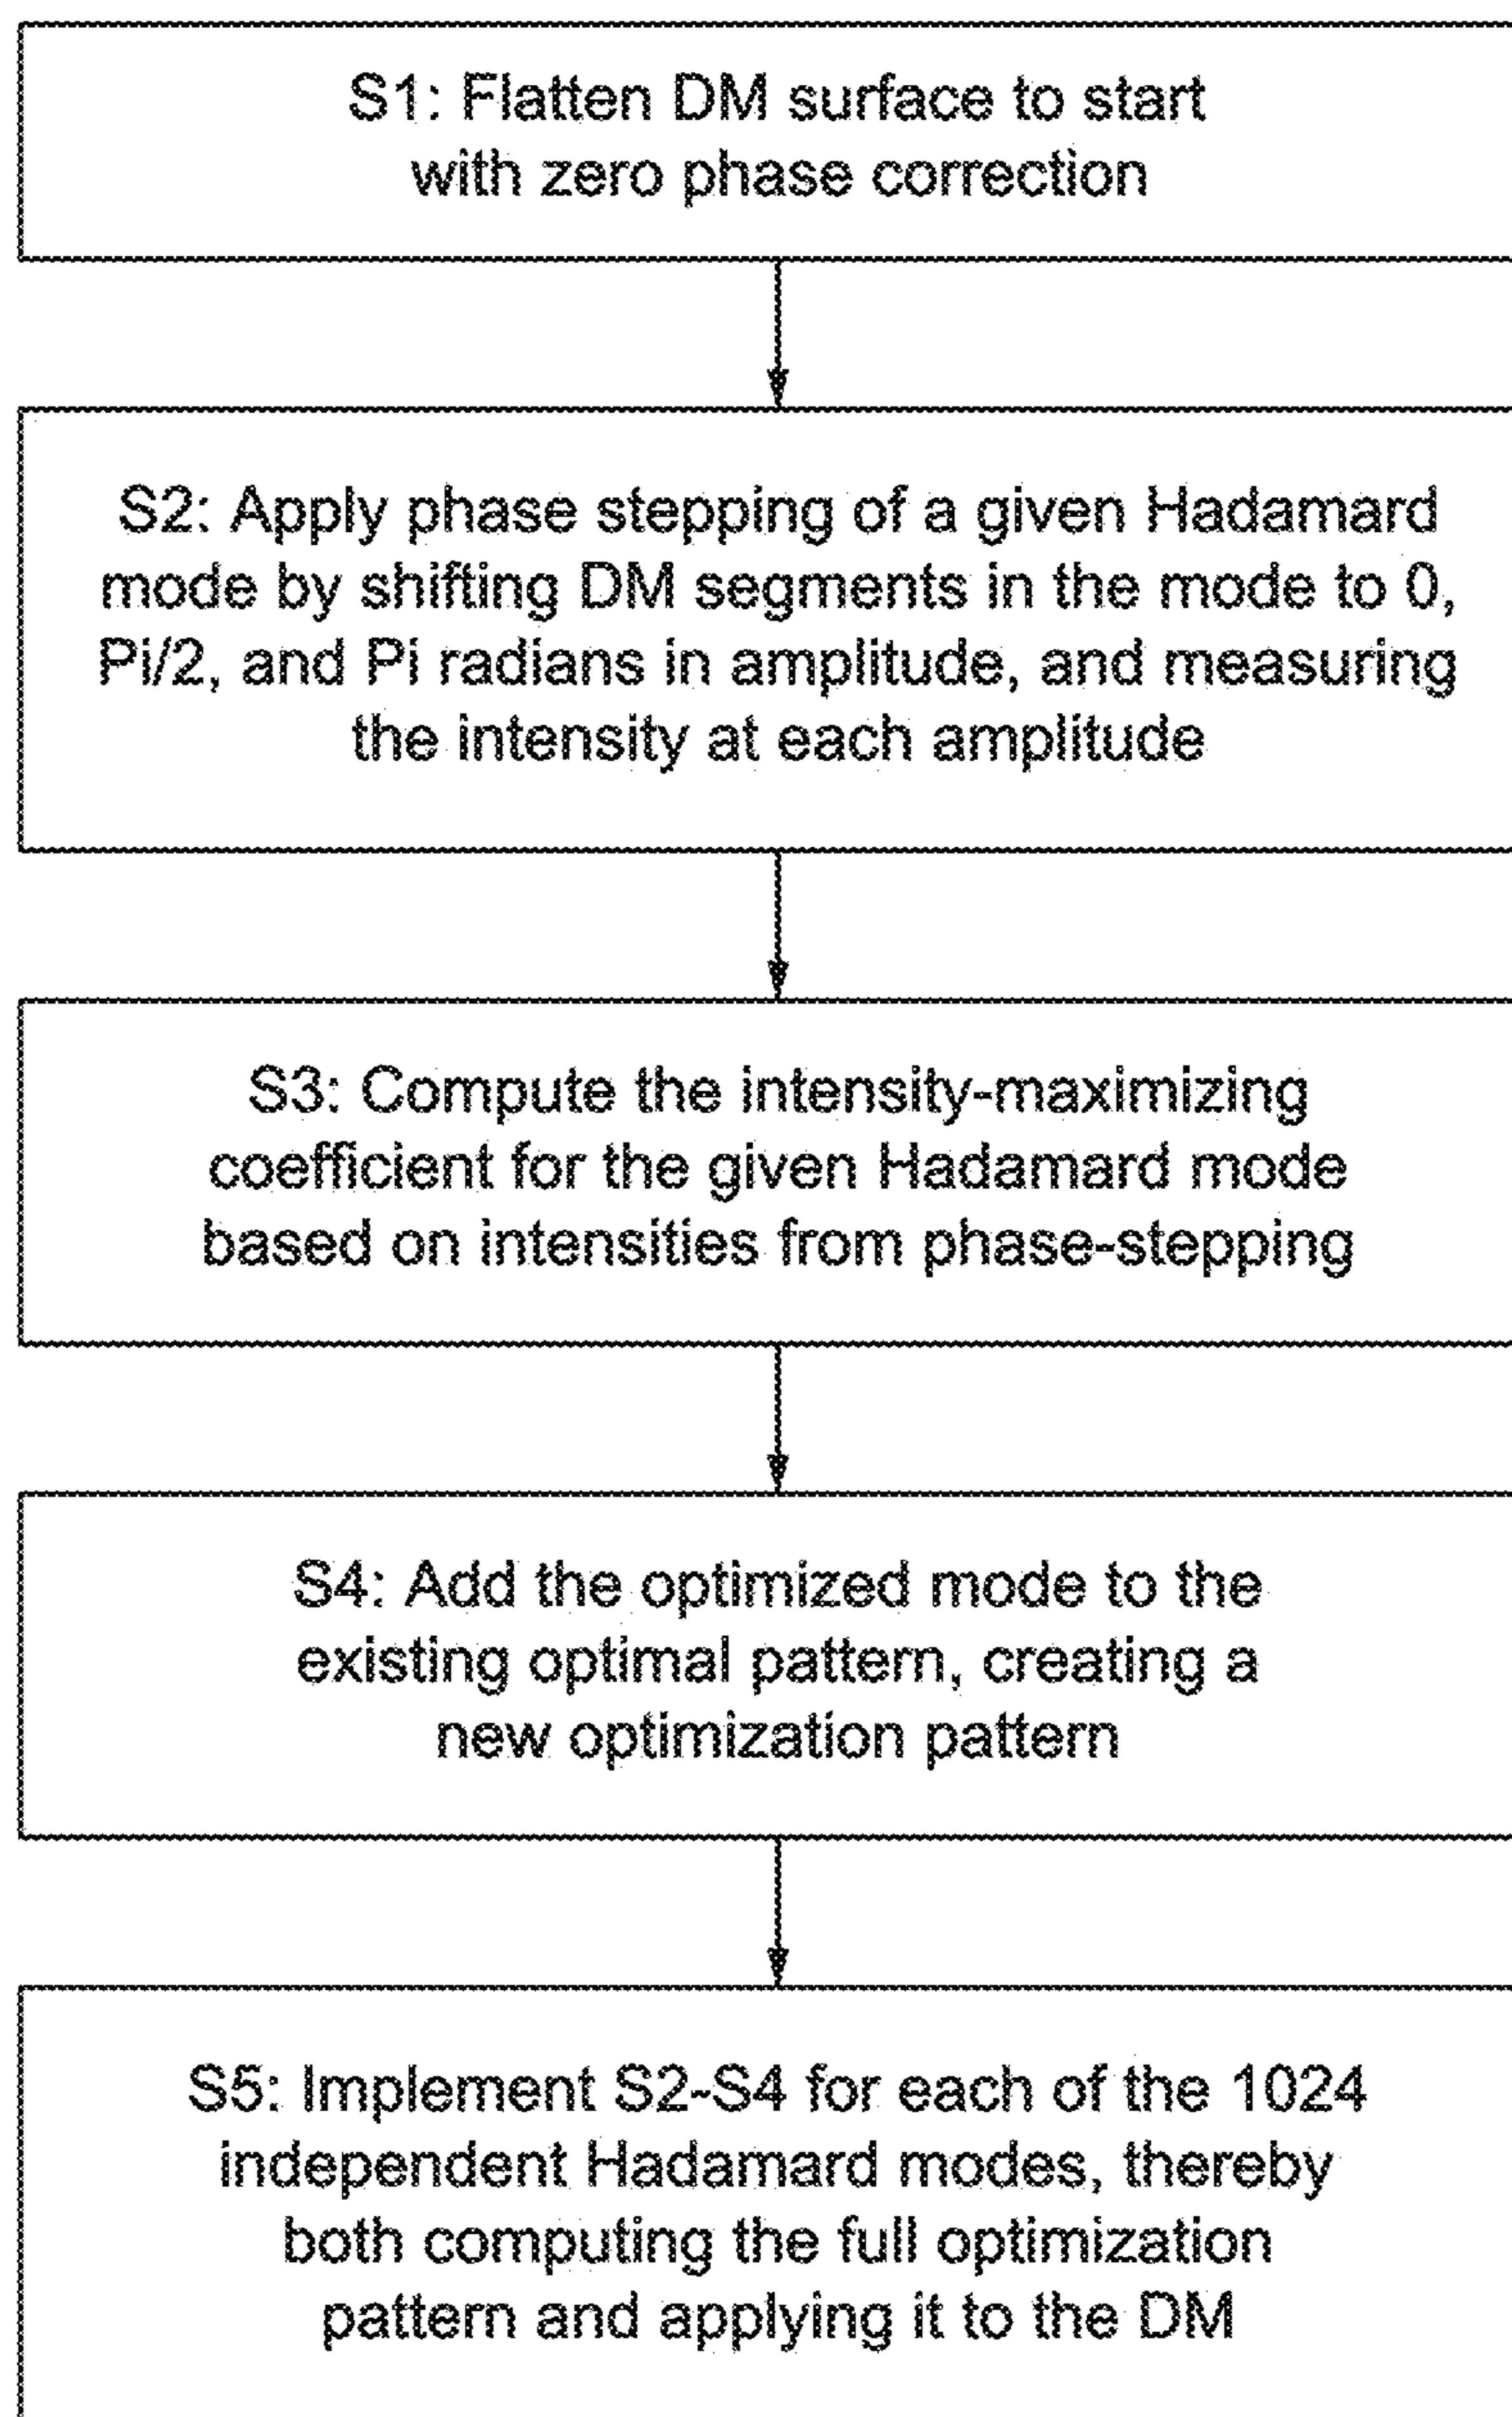 S1: Flatten DM surface to start
with zero phase correction
S2: Apply phase stepping of a given Hadamard
mode by shifting DM segments in the mode to 0,
Pi/2, and Pi radians in amplitude, and measuring
the intensity at each amplitude
S3: Compute the intensity-maximizing
coefficient for the given Hadamard mode
based on intensities from phase-stepping
S4: Add the optimized mode to the
existing optimal pattern, creating a
new optimization pattern
S5: Implement S2-S4 for each of the 1024
independent Hadamard modes, thereby
both computing the full optimization
pattern and applying it to the DM